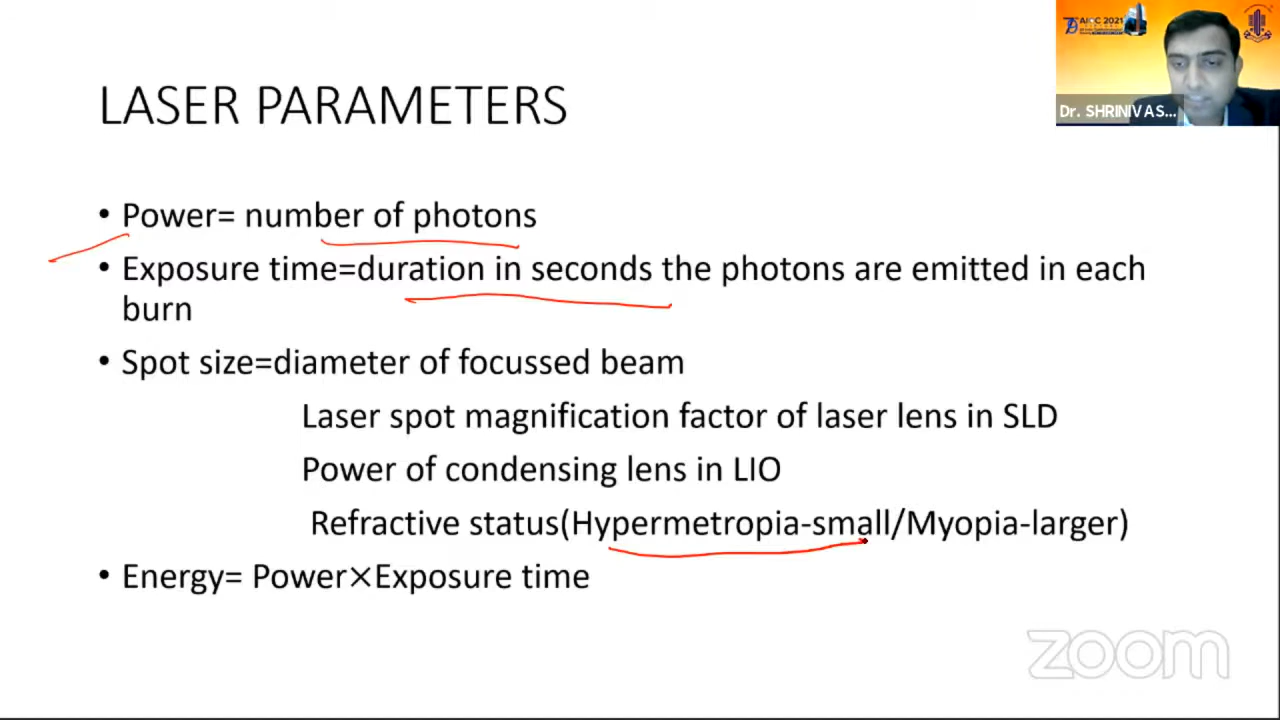 AIOC 2021
Dr. SHRINIVAS...
LASER PARAMETERS
• Power= number of photons
• Exposure time=duration in seconds the photons are emitted in each
burn
• Spot size=diameter of focussed beam
Laser spot magnification factor of laser lens in SLD
Power of condensing lens in LIO
Refractive status(Hypermetropia-small/Myopia-larger)
• Energy= Power×Exposure time
zoom